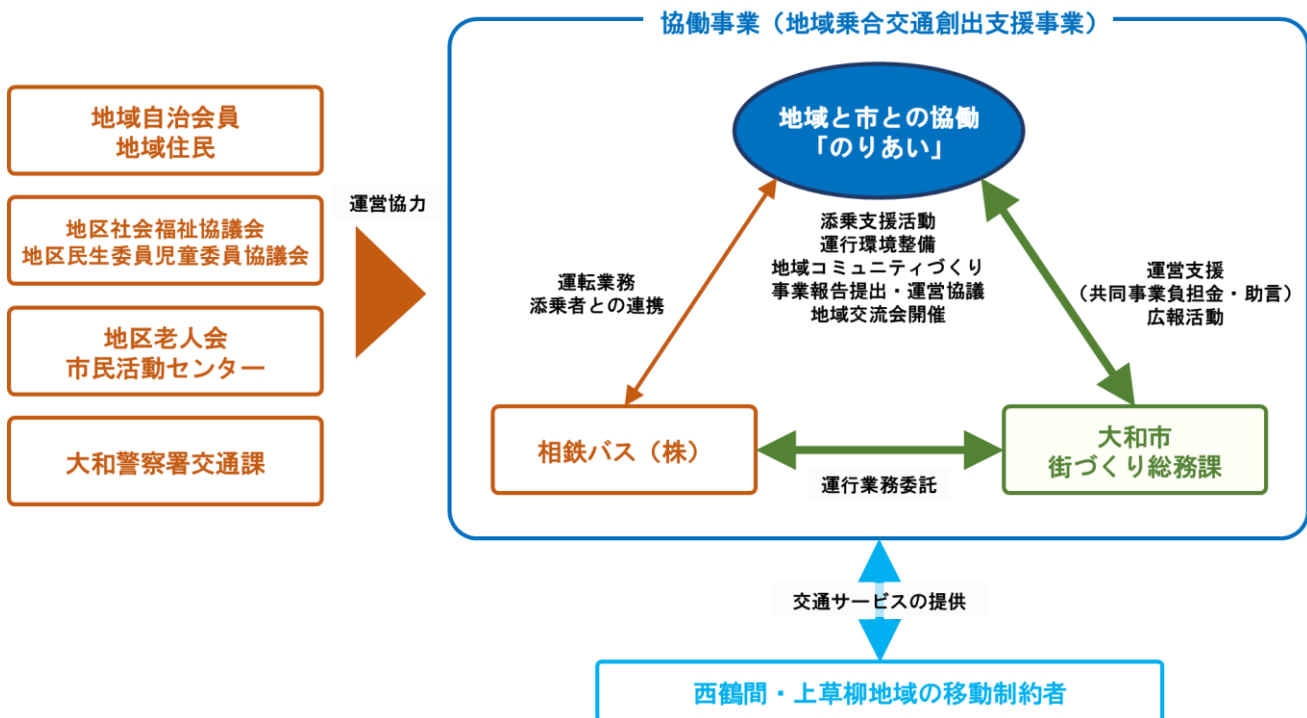 協働事業（地域乗合交通創出支援事業）
地域自治会員
地域住民
地区社会福祉協議会
地区民生委員児童委員協議会
地区老人会
市民活動センター
大和警察署交通課
運営協力
地域と市との協働
「のりあい」
添乗支援活動
運行環境整備
地域コミュニティづくり
事業報告提出・運営協議
地域交流会開催
運転業務
添乗者との連携
運営支援
（共同事業負担金・助言）
広報活動
相鉄バス（株）
運行業務委託
大和市
街づくり総務課
交通サービスの提供
西鶴間・上草柳地域の移動制約者